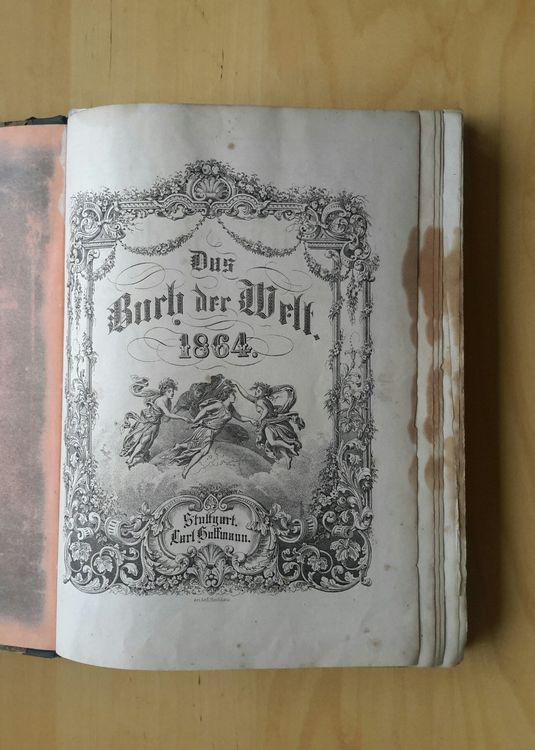 Das
Buch der Welt.
1864.
Stuttgart.
Carl Hoffmann.